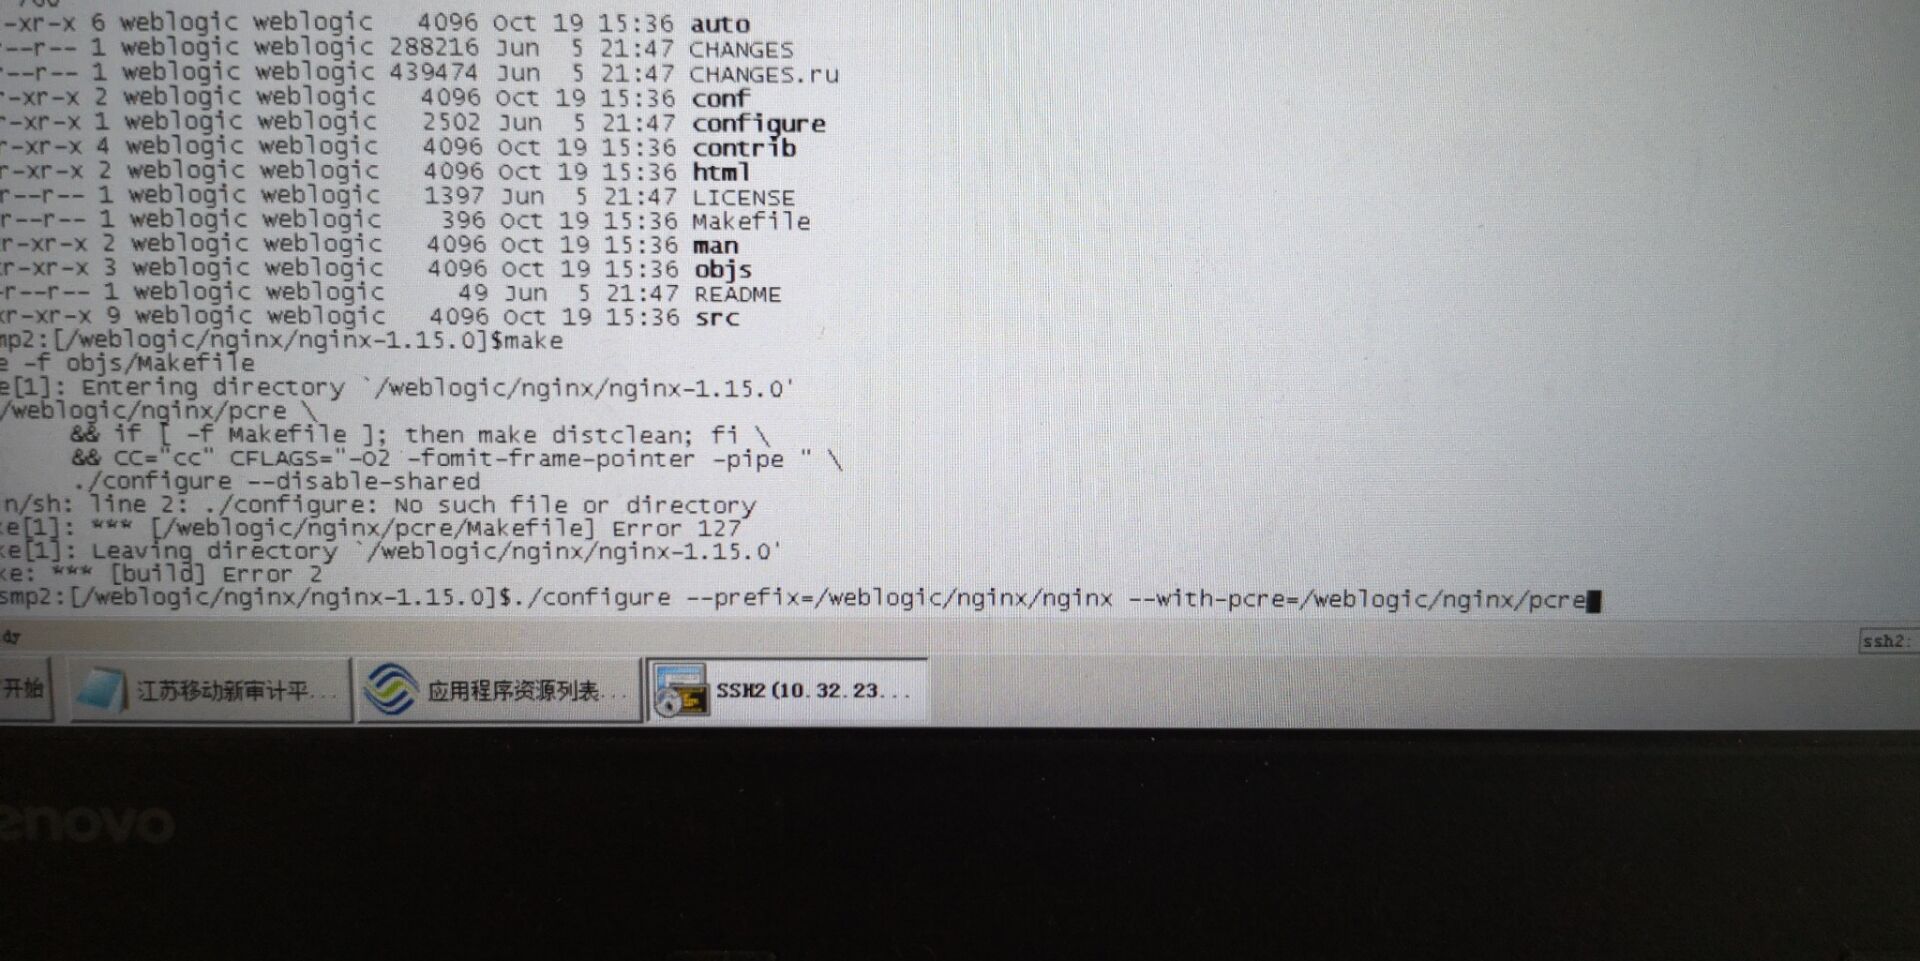 -xr-x 6 weblogic weblogic 4096 Oct 19 15:36 auto
r--r-- 1 weblogic weblogic 288216 Jun 5 21:47 CHANGES
r--r-- 1 weblogic weblogic 439474 Jun 5 21:47 CHANGES.ru
r-xr-x 2 weblogic weblogic 4096 Oct 19 15:36 conf
r-xr-x 1 weblogic weblogic 2502 Jun 5 21:47 configure
r-xr-x 4 weblogic weblogic 4096 Oct 19 15:36 contrib
r-xr-x 2 weblogic weblogic 4096 Oct 19 15:36 html
r--r-- 1 weblogic weblogic 1397 Jun 5 21:47 LICENSE
r--r-- 1 weblogic weblogic 396 Oct 19 15:36 Makefile
r-xr-x 2 weblogic weblogic 4096 Oct 19 15:36 man
r-xr-x 3 weblogic weblogic 4096 Oct 19 15:36 objs
-r--r-- 1 weblogic weblogic 49 Jun 5 21:47 README
xr-xr-x 9 weblogic weblogic 4096 Oct 19 15:36 src
mp2:[/weblogic/nginx/nginx-1.15.0]$make
e -f objs/Makefile
e[1]: Entering directory `/weblogic/nginx/nginx-1.15.0'
/weblogic/nginx/pcre \
&& if [ -f Makefile ]; then make distclean; fi \
&& CC="cc" CFLAGS="-O2 -fomit-frame-pointer -pipe " \
./configure --disable-shared
n/sh: line 2: ./configure: No such file or directory
ke[1]: *** [/weblogic/nginx/pcre/Makefile] Error 127
ke[1]: Leaving directory `/weblogic/nginx/nginx-1.15.0'
ke: *** [build] Error 2
smp2:[/weblogic/nginx/nginx-1.15.0]$./configure --prefix=/weblogic/nginx/nginx --with-pcre=/weblogic/nginx/pcre
dy ssh2:
开始 江苏移动新审计平... 应用程序资源列表... SSH2 (10.32.23...
enovo